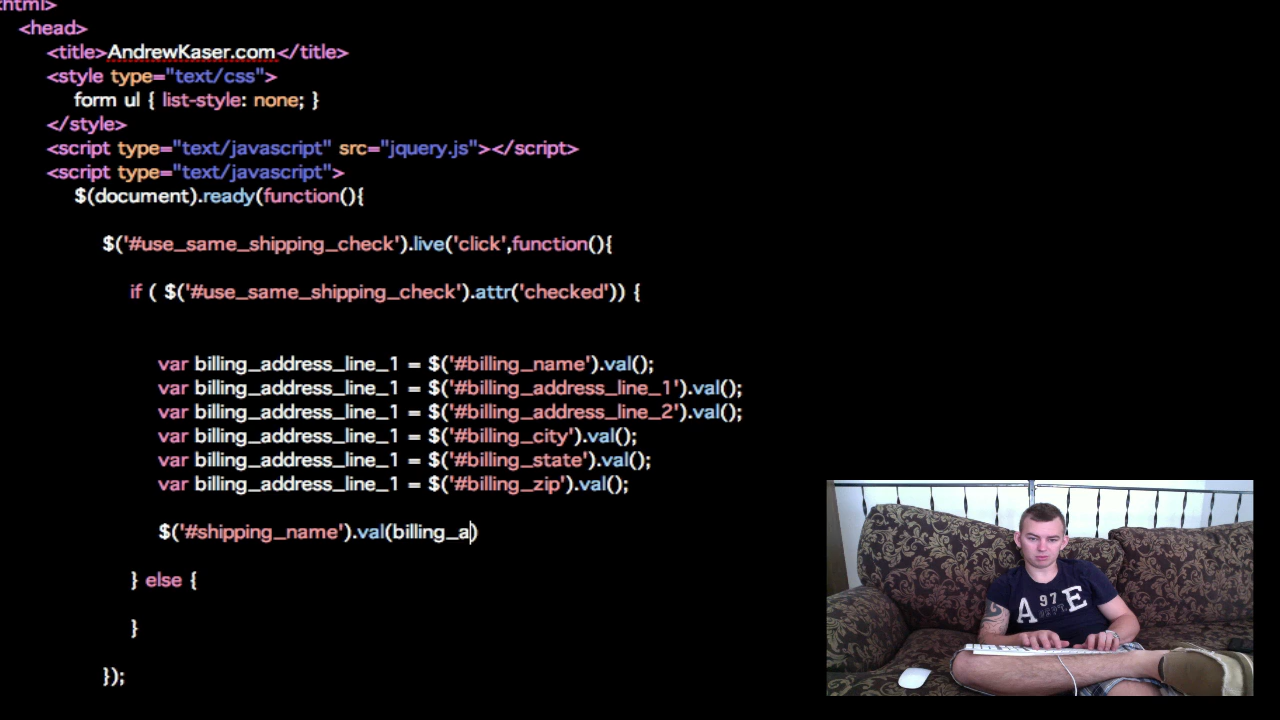 <html>
<head>
<title>AndrewKaser.com</title>
<style type="text/css">
form ul { list-style: none; }
</style>
<script type="text/javascript" src="jquery.js"></script>
<script type="text/javascript">
$(document).ready(function(){
$('#use_same_shipping_check').live('click',function(){
if ( $('#use_same_shipping_check').attr('checked')) {
var billing_address_line_1 = $('#billing_name').val();
var billing_address_line_1 = $('#billing_address_line_1').val();
var billing_address_line_1 = $('#billing_address_line_2').val();
var billing_address_line_1 = $('#billing_city').val();
var billing_address_line_1 = $('#billing_state').val();
var billing_address_line_1 = $('#billing_zip').val();
$('#shipping_name').val(billing_a)
} else {
}
});
A 97 E
DEPT.